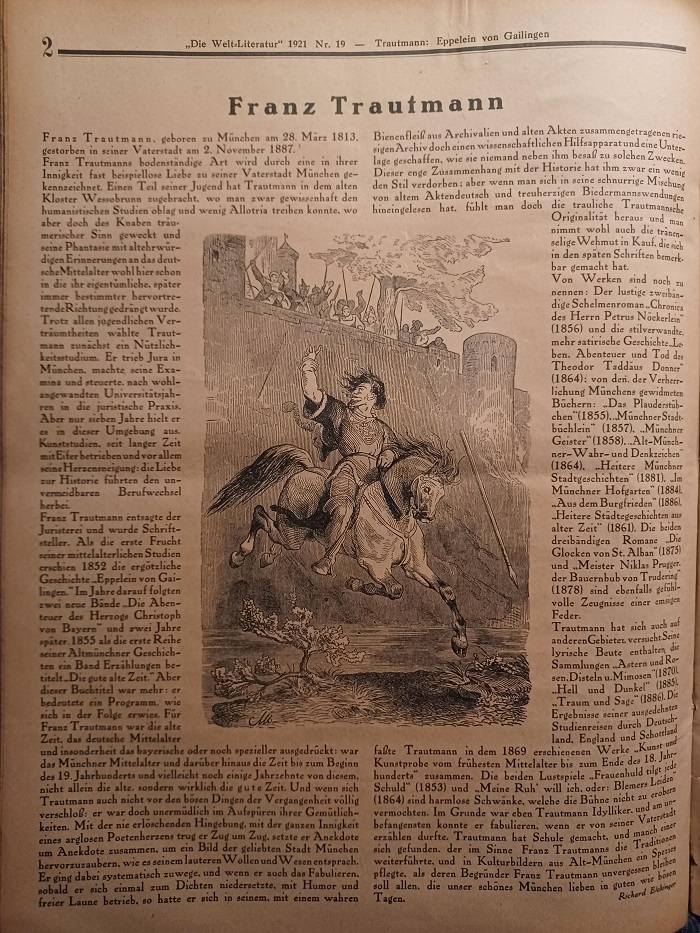 2
„Die Welt-Literatur" 1921 Nr. 19 — Trautmann: Eppelein von Gailingen
Franz Trautmann
Franz Trautmann, geboren zu München am 28. März 1813,
gestorben in seiner Vaterstadt am 2. November 1887.
Franz Trautmanns bodenständige Art wird durch eine in ihrer
Innigkeit fast beispiellose Liebe zu seiner Vaterstadt München ge-
kennzeichnet. Einen Teil seiner Jugend hat Trautmann in dem alten
Kloster Wessobrunn zugebracht, wo man zwar gewissenhaft den
humanistischen Studien oblag und wenig Allotria treiben konnte, wo
aber doch des Knaben träu-
merischer Sinn geweckt und
seine Phantasie mit altehrwür-
digen Erinnerungen an das deut-
sche Mittelalter wohl hier schon
in die ihr eigentümliche, später
immer bestimmter hervortre-
tende Richtung gedrängt wurde.
Trotz allen jugendlichen Ver-
träumtheiten wählte Traut-
mann zunächst ein Nützlich-
keitsstudium. Er trieb Jura in
München, machte seine Exa-
mina und steuerte, nach wohl-
angewandten Universitätsjah-
ren in die juristische Praxis.
Aber nur sieben Jahre hielt er
es in dieser Umgebung aus.
Kunststudien, seit langer Zeit
mit Eifer betrieben und vor allem
seine Herzensneigung: die Liebe
zur Historie führten den un-
vermeidbaren Berufwechsel
herbei.
Franz Trautmann entsagte der
Juristerei und wurde Schrift-
steller. Als die erste Frucht
seiner mittelalterlichen Studien
erschien 1852 die ergötzliche
Geschichte „Eppelein von Gai-
lingen." Im Jahre darauf folgten
zwei neue Bände „Die Aben-
teuer des Herzogs Christoph
von Bayern" und zwei Jahre
später 1855 als die erste Reihe
seiner Altmünchner Geschich-
ten ein Band Erzählungen be-
titelt „Die gute alte Zeit." Aber
dieser Buchtitel war mehr: er
bedeutete ein Programm, wie
sich in der Folge erwies. Für
Franz Trautmann war die alte
Zeit, das deutsche Mittelalter
und insonderheit das bayerische oder noch spezieller ausgedrückt: war
das Münchner Mittelalter und darüber hinaus die Zeit bis zum Beginn
des 19. Jahrhunderts und vielleicht noch einige Jahrzehnte von diesem,
nicht allein die alte, sondern wirklich die gute Zeit. Und wenn sich
Trautmann auch nicht vor den bösen Dingen der Vergangenheit völlig
verschloß: er war doch unermüdlich im Aufspüren ihrer Gemütlich-
keiten. Mit der nie erlöschenden Hingebung, mit der ganzen Innigkeit
eines arglosen Poetenherzens trug er Zug um Zug, setzte er Anekdote
um Anekdote zusammen, um ein Bild der geliebten Stadt München
hervorzuzaubern, wie es seinem lauteren Wollen und Wesen entsprach.
Er ging dabei systematisch zuwege, und wenn er auch das Fabulieren,
sobald er sich einmal zum Dichten niedersetzte, mit Humor und
freier Laune betrieb, so hatte er sich in seinem, mit einem wahren
Bienenfleiß aus Archivalien und alten Akten zusammengetragenen rie-
sigen Archiv doch einen wissenschaftlichen Hilfsapparat und eine Unter-
lage geschaffen, wie sie niemand neben ihm besaß zu solchen Zwecken.
Dieser enge Zusammenhang mit der Historie hat ihm zwar ein wenig
den Stil verdorben; aber wenn man sich in seine schnurrige Mischung
von altem Aktendeutsch und treuherzigen Biedermannswendungen
hineingelesen hat, fühlt man doch die trauliche Trautmannsche
Originalität heraus und man
nimmt wohl auch die tränen-
selige Wehmut in Kauf, die sich
in den späten Schriften bemerk-
bar gemacht hat.
Von Werken sind noch zu
nennen: Der lustige zweibän-
dige Schelmenroman „Chronica
des Herrn Petrus Nöckerlein"
(1856) und die stilverwandte,
mehr satirische Geschichte „Le-
ben, Abenteuer und Tod des
Theodor Taddäus Donner"
(1864); von den, der Verherr-
lichung Münchens gewidmeten
Büchern: „Das Plauderstüb-
chen" (1855), „Münchner Stadt-
büchlein" (1857), „Münchner
Geister" (1858), „Alt-Münch-
ner-Wahr- und Denkzeichen"
(1864), „Heitere Münchner
Stadtgeschichten" (1881), „Im
Münchner Hofgarten" (1884),
„Aus dem Burgfrieden" (1886),
„Heitere Städtegeschichten aus
alter Zeit" (1861). Die beiden
dreibändigen Romane „Die
Glocken von St. Alban" (1875)
und „Meister Niklas Prugger,
der Bauernbub von Trudering"
(1878) sind ebenfalls gefühl-
volle Zeugnisse einer emsigen
Feder.
Trautmann hat sich auch auf
anderen Gebieten versucht. Seine
lyrische Beute enthalten die
Sammlungen „Astern und Ro-
sen, Disteln u. Mimosen" (1870),
„Hell und Dunkel" (1885),
„Traum und Sage" (1886). Die
Ergebnisse seiner ausgedehnten
Studienreisen durch Deutsch-
land, England und Schottland
faßte Trautmann in dem 1869 erschienenen Werke „Kunst und
Kunstprobe vom frühesten Mittelalter bis zum Ende des 18. Jahr-
hunderts" zusammen. Die beiden Lustspiele „Frauenhuld tilgt jede
Schuld" (1853) und „Meine Ruh' will ich, oder: Blemers Leiden"
(1864) sind harmlose Schwänke, welche die Bühne nicht zu erobern
vermochten. Im Grunde war eben Trautmann Idylliker, und am un-
befangensten konnte er fabulieren, wenn er von seiner Vaterstadt
erzählen durfte. Trautmann hat Schule gemacht, und manch einer
sich gefunden, der im Sinne Franz Trautmanns die Traditionen
weiterführte, und in Kulturbildern aus Alt-München ein Spezies
pflegte, als deren Begründer Franz Trautmann unvergessen bleiben
soll allen, die unser schönes München lieben in guten wie bösen
Tagen.
Richard Elchinger